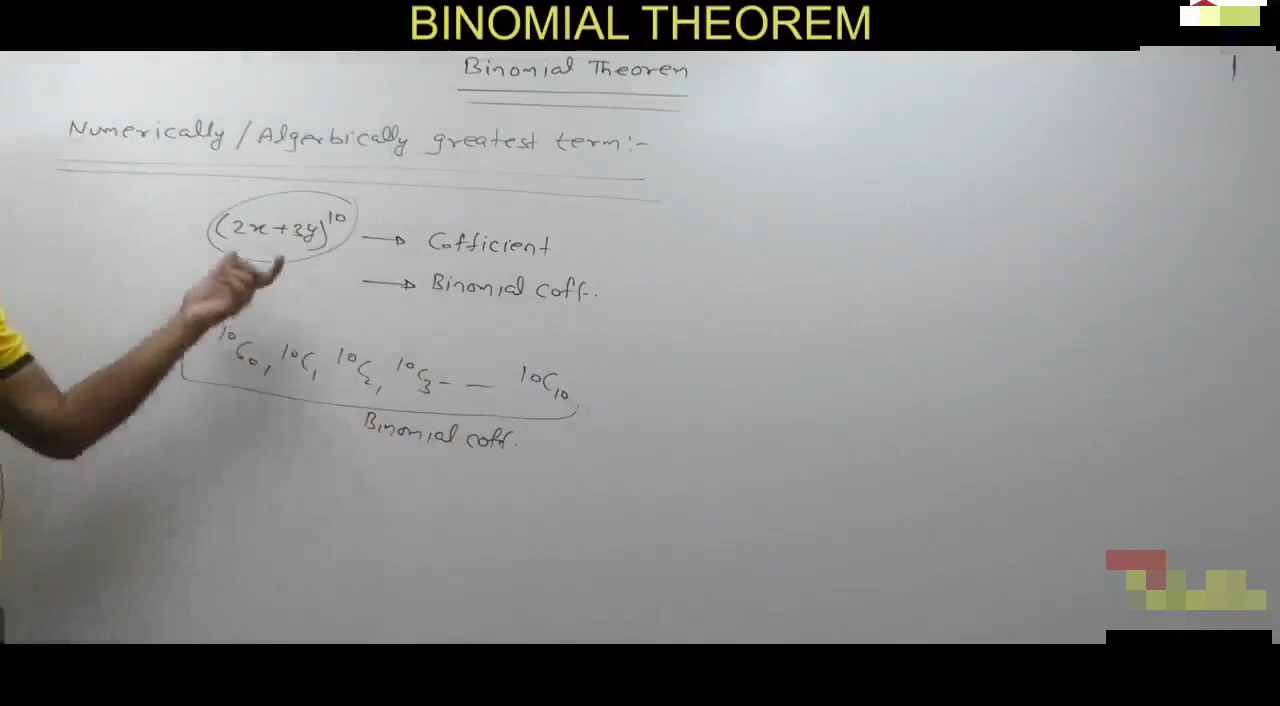 BINOMIAL THEOREM
Binomial Theoren
Numerically / Algerbically greatest term:-
(2x+3y)¹⁰ → Cofficient
→ Binomial coff.
¹⁰C₀, ¹⁰C₁ ¹⁰C₂, ¹⁰C₃ - — ¹⁰C₁₀
Binomial coff.